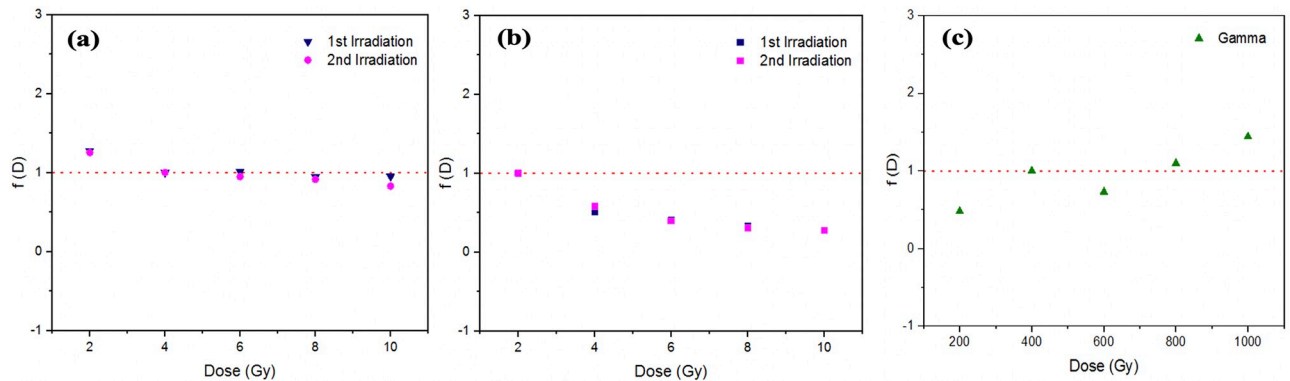 (a)
1st Irradiation
2nd Irradiation
3
2
1
0
-1
f (D)
2 4 6 8 10
Dose (Gy)
(b)
1st Irradiation
2nd Irradiation
3
2
1
0
-1
f (D)
2 4 6 8 10
Dose (Gy)
(c)
Gamma
3
2
1
0
-1
f (D)
200 400 600 800 1000
Dose (Gy)